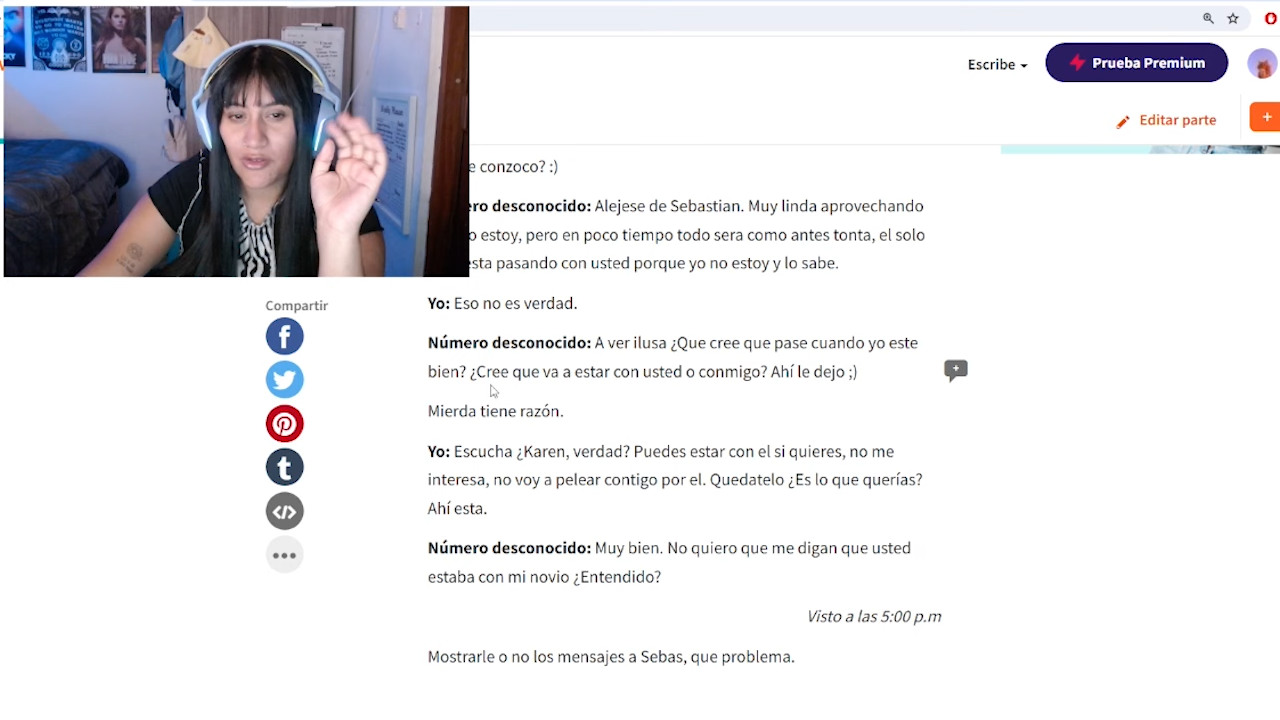 Escribe
Prueba Premium
Editar parte
conzoco? :)
desconocido: Alejese de Sebastian. Muy linda aprovechando
estoy, pero en poco tiempo todo sera como antes tonta, el solo
pasando con usted porque yo no estoy y lo sabe.
Compartir
Yo: Eso no es verdad.
Número desconocido: A ver ilusa ¿Que cree que pase cuando yo este
bien? ¿Cree que va a estar con usted o conmigo? Ahí le dejo ;)
Mierda tiene razón.
Yo: Escucha ¿Karen, verdad? Puedes estar con el si quieres, no me
interesa, no voy a pelear contigo por el. Quedatelo ¿Es lo que querías?
Ahí esta.
Número desconocido: Muy bien. No quiero que me digan que usted
estaba con mi novio ¿Entendido?
Visto a las 5:00 p.m
Mostrarle o no los mensajes a Sebas, que problema.